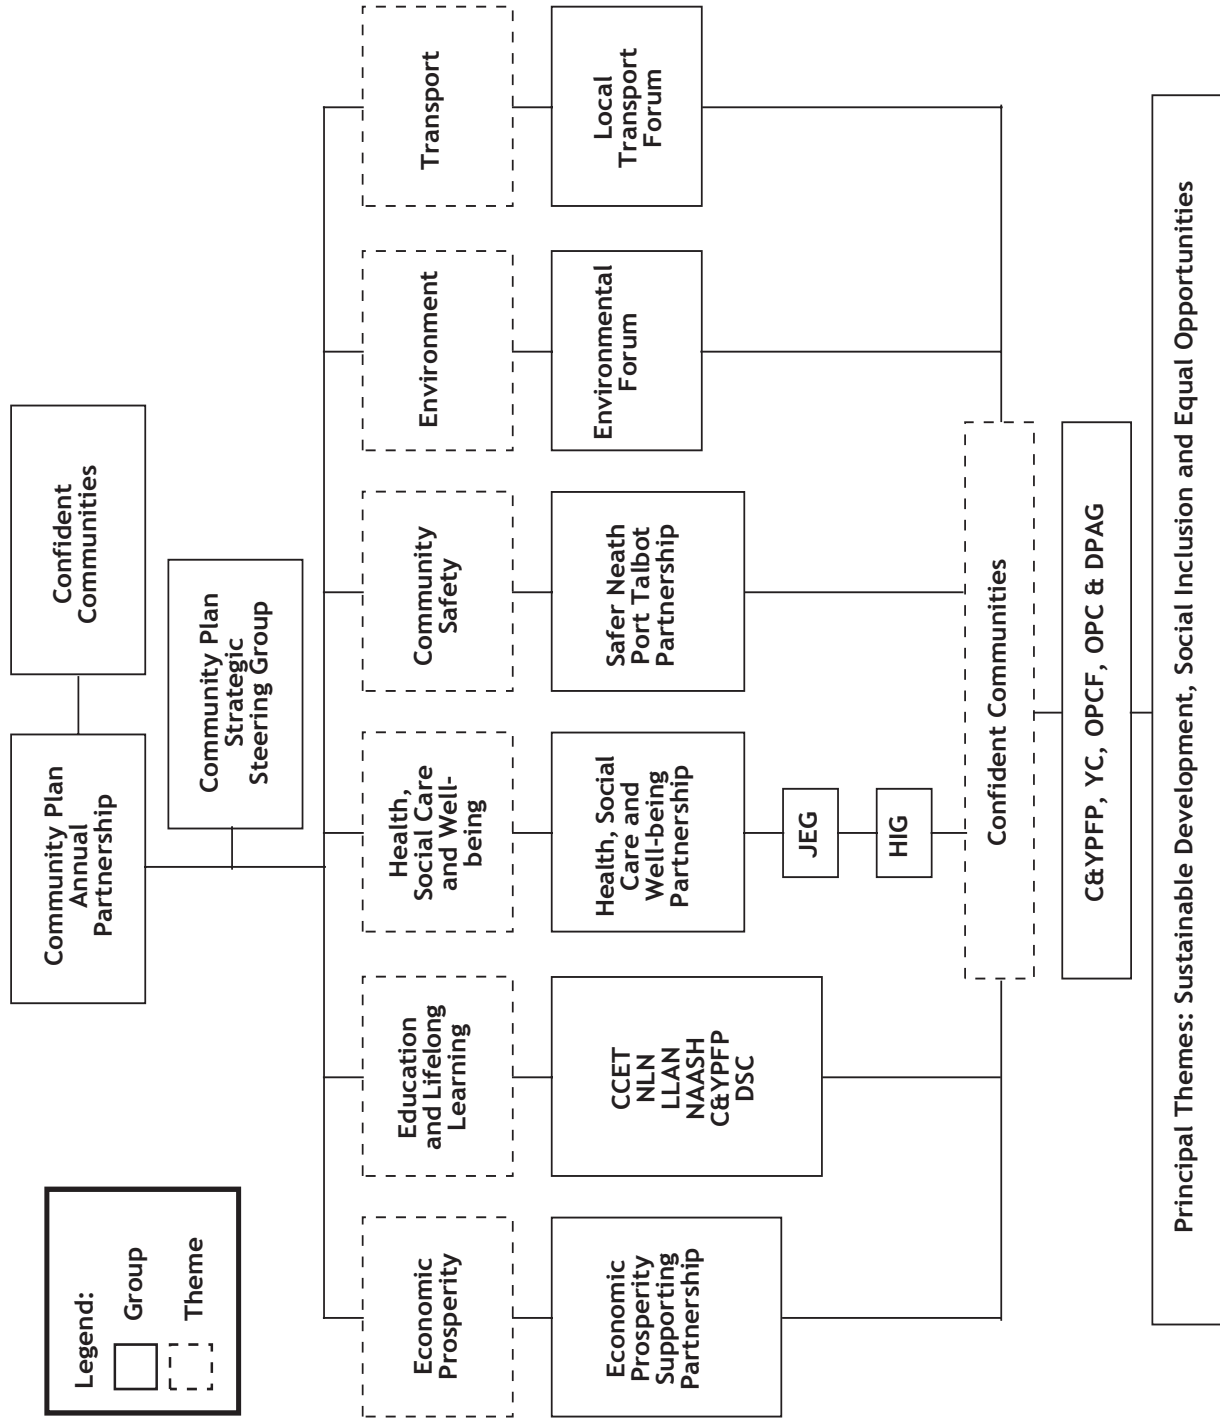 Legend:
Group
Theme
Community Plan
Annual
Partnership
Confident
Communities
Community Plan
Strategic
Steering Group
Economic
Prosperity
Education
and Lifelong
Learning
Health,
Social Care
and Well-
being
Community
Safety
Environment
Transport
Economic
Prosperity
Supporting
Partnership
CCET
NLN
LLAN
NAASH
C&YPFP
DSC
Health, Social
Care and
Well-being
Partnership
Safer Neath
Port Talbot
Partnership
Environmental
Forum
Local
Transport
Forum
JEG
HIG
Confident Communities
C&YPFP, YC, OPCF, OPC & DPAG
Principal Themes: Sustainable Development, Social Inclusion and Equal Opportunities